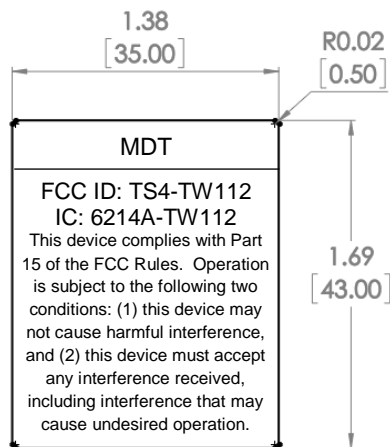 1.38
[35.00]
R0.02
[0.50]
MDT
FCC ID: TS4-TW112
IC: 6214A-TW112
This device complies with Part
15 of the FCC Rules.  Operation
is subject to the following two
conditions: (1) this device may
not cause harmful interference,
and (2) this device must accept
any interference received,
including interference that may
cause undesired operation.
1.69
[43.00]